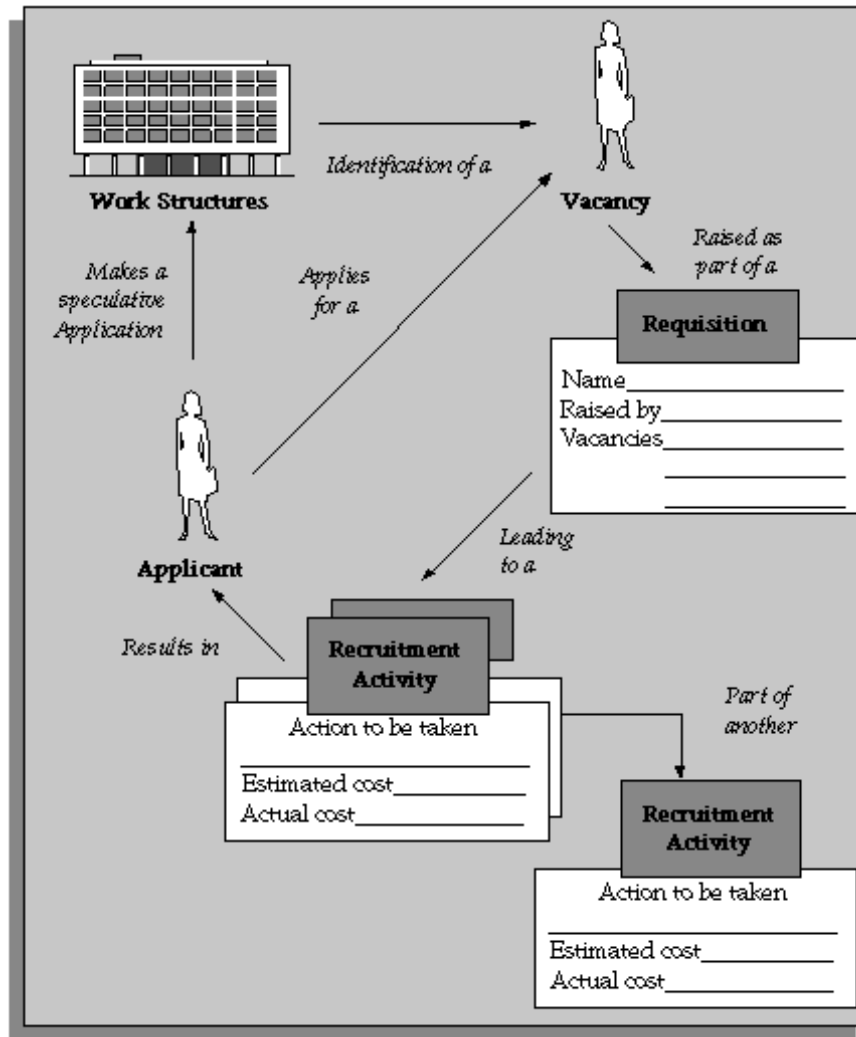 Identification of a
Work Structures
Vacancy
Makes a
speculative
Application
Applies
for a
Raised as
part of a
Requisition
Name
Raised by
Vacancies
Applicant
Leading
to a
Results in
Recruitment
Activity
Action to be taken
Estimated cost
Actual cost
Part of
another
Recruitment
Activity
Action to be taken
Estimated cost
Actual cost